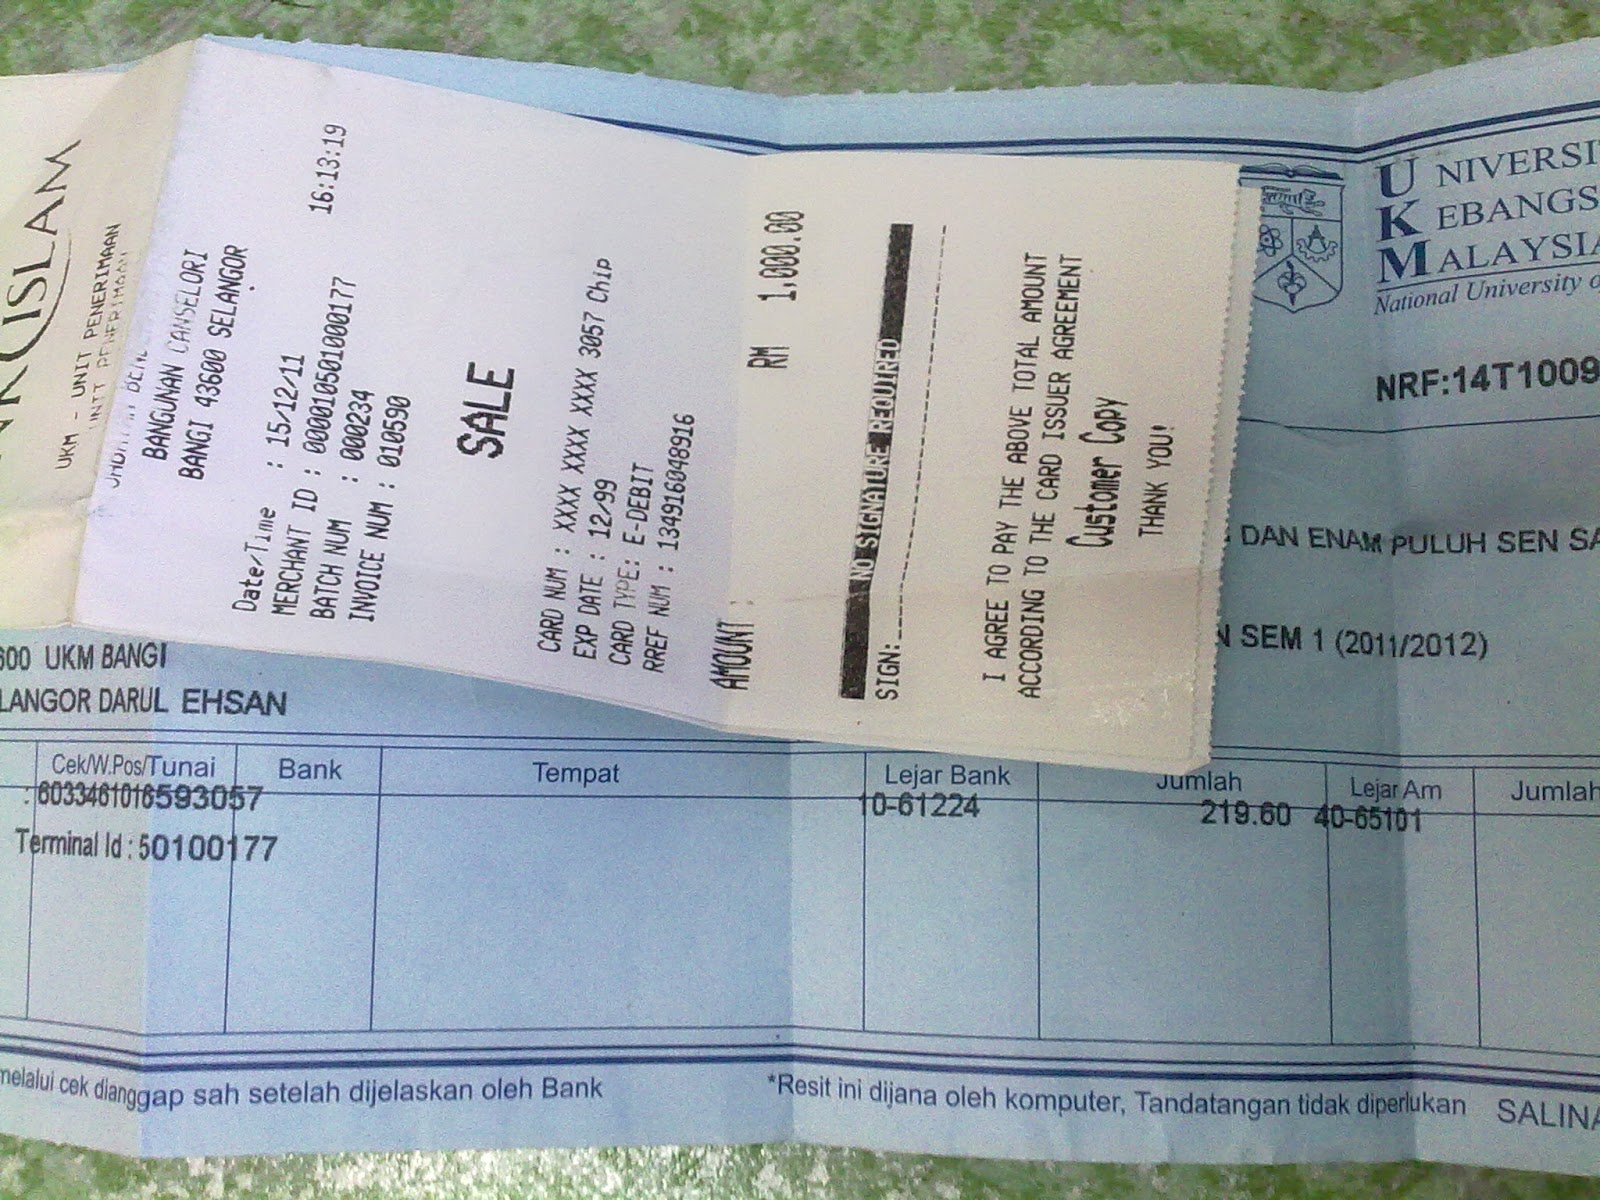 ISLAM
UKM - UNIT PENERIMAAN
UNIT PENERIMAAN
BANGUNAN CANSELORI
BANGI 43600 SELANGOR
Date/Time : 15/12/11 16:13:19
MERCHANT ID : 000010501000177
BATCH NUM : 000234
INVOICE NUM : 010590
SALE
CARD NUM : XXXX XXXX XXXX 3057 Chip
EXP DATE : 12/99
CARD TYPE: E-DEBIT
RREF NUM : 134916048916
AMOUNT : RM 1,000.00
NO SIGNATURE REQUIRED
SIGN:
I AGREE TO PAY THE ABOVE TOTAL AMOUNT
ACCORDING TO THE CARD ISSUER AGREEMENT
Customer Copy
THANK YOU!
UNIVERSI
KEBANGS
MALAYSIA
National University
NRF:14T1009
DAN ENAM PULUH SEN SA
SEM 1 (2011/2012)
600 UKM BANGI
LANGOR DARUL EHSAN
Cek/W.Pos/Tunai Bank Tempat Lejar Bank Jumlah Lejar Am Jumlah
: 6033461016593057 10-61224 219.60 40-65101
Terminal Id : 50100177
melalui cek dianggap sah setelah dijelaskan oleh Bank
*Resit ini dijana oleh komputer, Tandatangan tidak diperlukan
SALINA